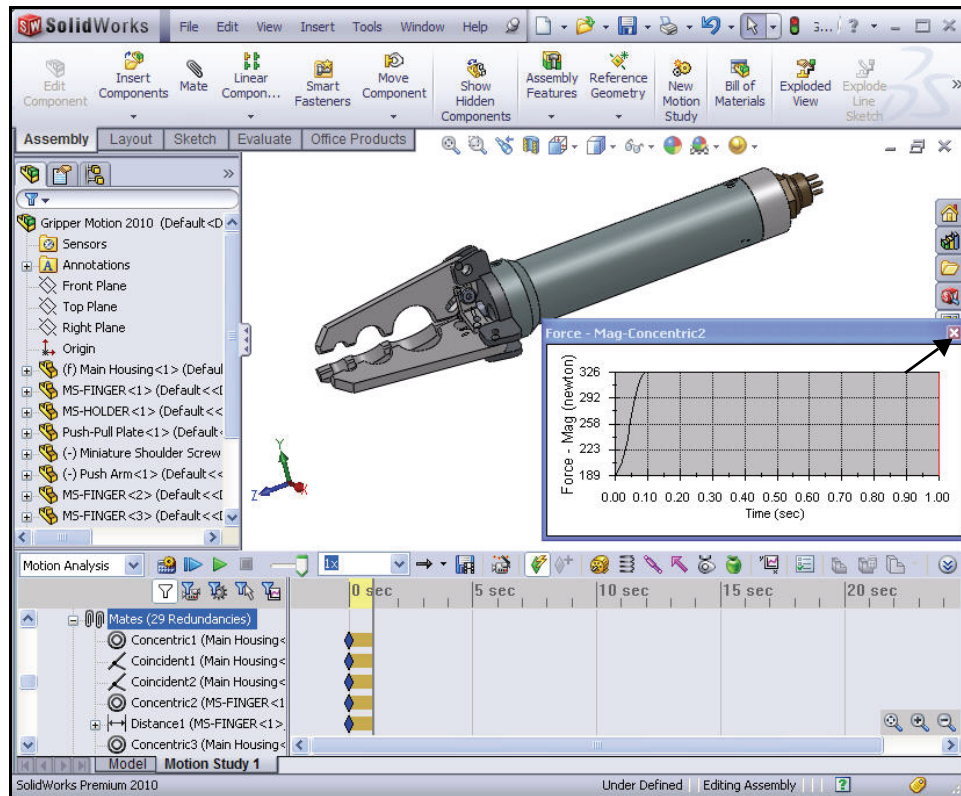 SolidWorks File Edit View Insert Tools Window Help S... ?
Edit Component
Insert Components
Mate
Linear Compon...
Smart Fasteners
Move Component
Show Hidden Components
Assembly Features
Reference Geometry
New Motion Study
Bill of Materials
Exploded View
Explode Line Sketch
Assembly Layout Sketch Evaluate Office Products
Gripper Motion 2010 (Default<D
Sensors
Annotations
Front Plane
Top Plane
Right Plane
Origin
(f) Main Housing<1> (Defaul
MS-FINGER<1> (Default<<D
MS-HOLDER<1> (Default<<
Push-Pull Plate<1> (Default<
(-) Miniature Shoulder Screw
(-) Push Arm<1> (Default<<
MS-FINGER<2> (Default<<D
MS-FINGER<3> (Default<<D
Y
Z
X
Force - Mag-Concentric2
Force - Mag (newton)
326
292
258
223
189
0.00 0.10 0.20 0.30 0.40 0.50 0.60 0.70 0.80 0.90 1.00
Time (sec)
Motion Analysis 1x
0 sec 5 sec 10 sec 15 sec 20 sec
Mates (29 Redundancies)
Concentric1 (Main Housing<
Coincident1 (Main Housing<
Coincident2 (Main Housing<
Concentric2 (MS-FINGER<1
Distance1 (MS-FINGER<1>,
Concentric3 (Main Housing<
Model Motion Study 1
SolidWorks Premium 2010 Under Defined Editing Assembly ?